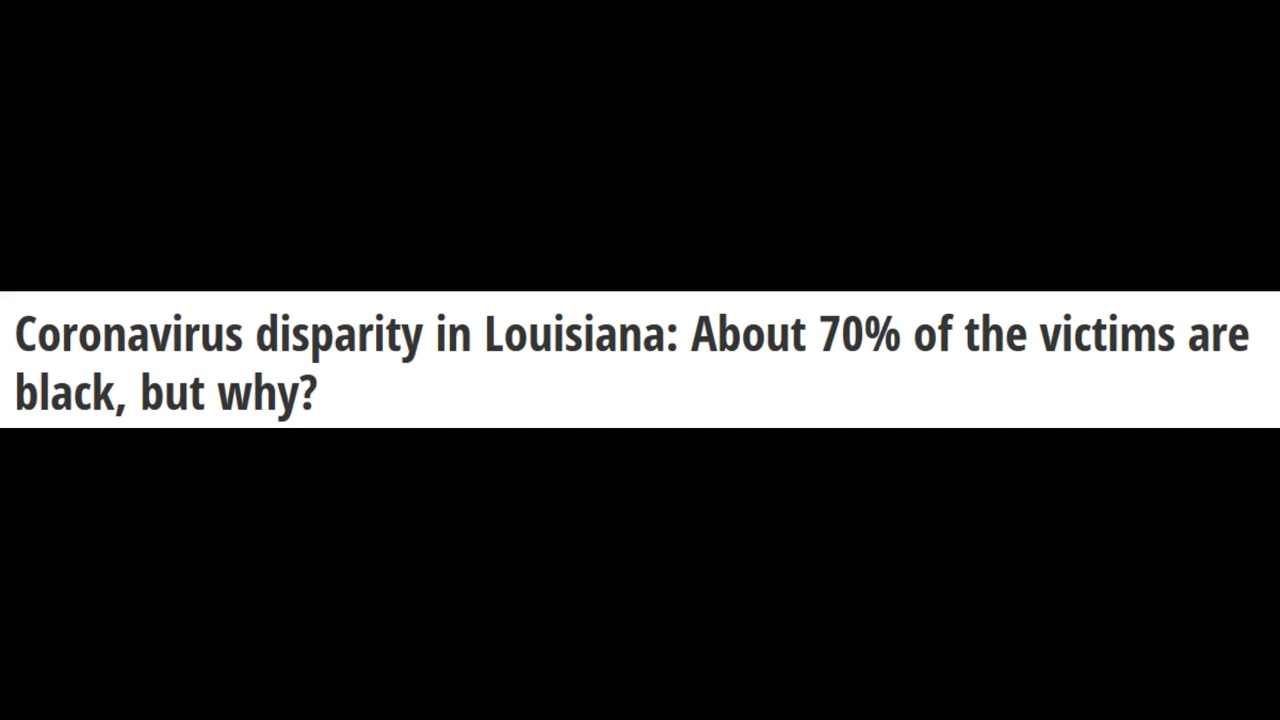 Coronavirus disparity in Louisiana: About 70% of the victims are
black, but why?